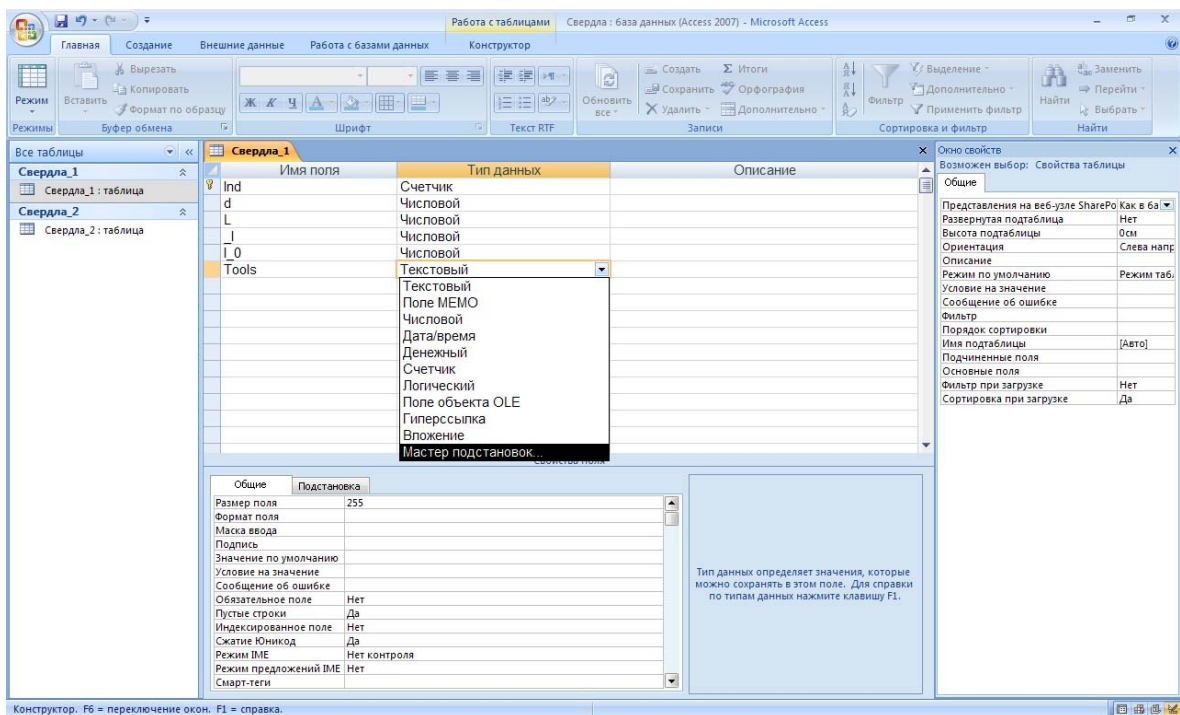 Работа с таблицами Свердла : база данных (Access 2007) - Microsoft Access
Главная Создание Внешние данные Работа с базами данных Конструктор
Режим
Режимы
Вставить
Вырезать
Копировать
Формат по образцу
Буфер обмена
Ж К Ч А
Шрифт
ab
Текст RTF
Обновить все
Создать
Сохранить
Удалить
Итоги
Орфография
Дополнительно
Записи
Фильтр
Выделение
Дополнительно
Применить фильтр
Сортировка и фильтр
Найти
Заменить
Перейти
Выбрать
Найти
Все таблицы
Свердла_1
Свердла_1 : таблица
Свердла_2
Свердла_2 : таблица
Свердла_1
Имя поля Тип данных Описание
Ind Счетчик
d Числовой
L Числовой
_l Числовой
l_0 Числовой
Tools Текстовый
Текстовый
Поле МЕМО
Числовой
Дата/время
Денежный
Счетчик
Логический
Поле объекта OLE
Гиперссылка
Вложение
Мастер подстановок...
Свойства поля
Общие Подстановка
Размер поля 255
Формат поля
Маска ввода
Подпись
Значение по умолчанию
Условие на значение
Сообщение об ошибке
Обязательное поле Нет
Пустые строки Да
Индексированное поле Нет
Сжатие Юникод Да
Режим IME Нет контроля
Режим предложений IME Нет
Смарт-теги
Тип данных определяет значения, которые
можно сохранять в этом поле. Для справки
по типам данных нажмите клавишу F1.
Окно свойств
Возможен выбор: Свойства таблицы
Общие
Представления на веб-узле SharePo Как в ба
Развернутая подтаблица Нет
Высота подтаблицы 0см
Ориентация Слева напр
Описание
Режим по умолчанию Режим таб
Условие на значение
Сообщение об ошибке
Фильтр
Порядок сортировки
Имя подтаблицы [Авто]
Подчиненные поля
Основные поля
Фильтр при загрузке Нет
Сортировка при загрузке Да
Конструктор. F6 = переключение окон. F1 = справка.